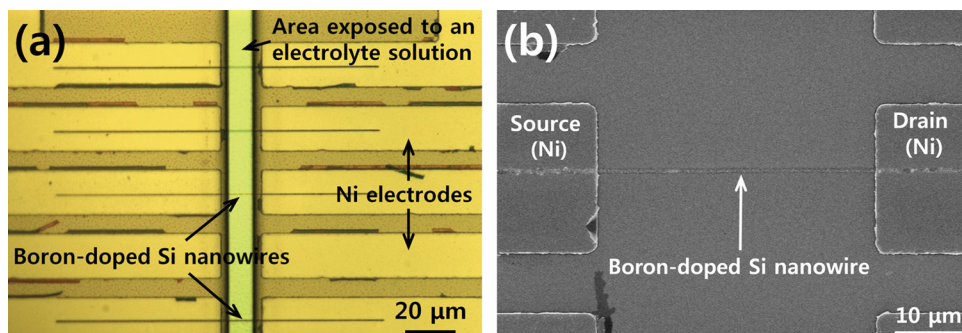 (a)
Area exposed to an
electrolyte solution
Ni electrodes
Boron-doped Si nanowires
20 μm
(b)
Source
(Ni)
Drain
(Ni)
Boron-doped Si nanowire
10 μm